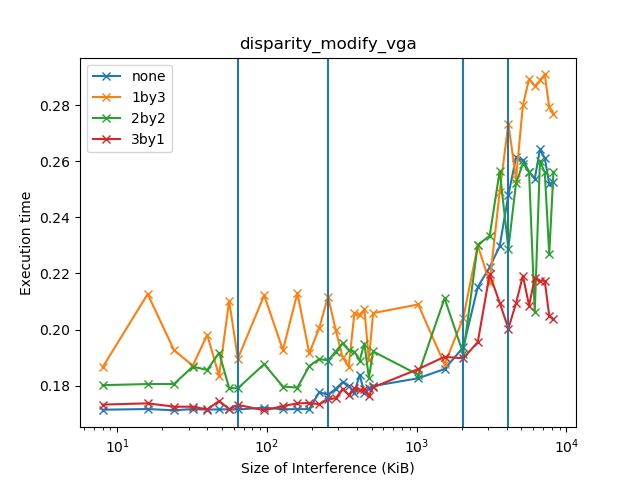 disparity_modify_vga
none
1by3
2by2
3by1
Execution time
0.28
0.26
0.24
0.22
0.20
0.18
10¹
10²
10³
10⁴
Size of Interference (KiB)